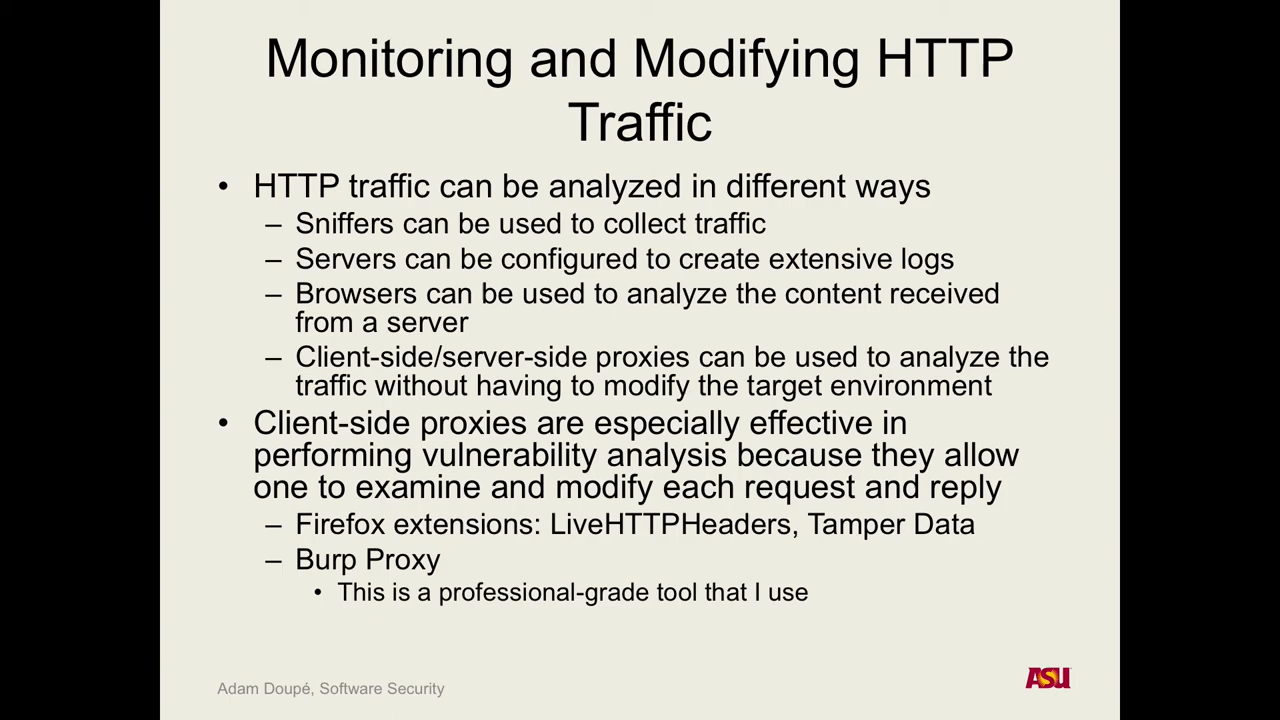 Monitoring and Modifying HTTP
Traffic
• HTTP traffic can be analyzed in different ways
– Sniffers can be used to collect traffic
– Servers can be configured to create extensive logs
– Browsers can be used to analyze the content received
from a server
– Client-side/server-side proxies can be used to analyze the
traffic without having to modify the target environment
• Client-side proxies are especially effective in
performing vulnerability analysis because they allow
one to examine and modify each request and reply
– Firefox extensions: LiveHTTPHeaders, Tamper Data
– Burp Proxy
• This is a professional-grade tool that I use
Adam Doupé, Software Security
ASU